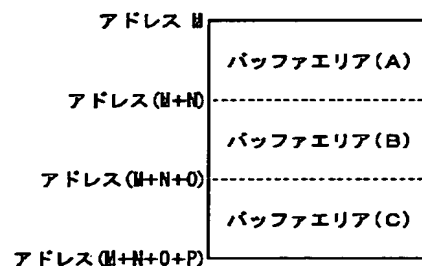 アドレス M
バッファエリア(A)
アドレス(M+N)
バッファエリア(B)
アドレス(M+N+O)
バッファエリア(C)
アドレス(M+N+O+P)